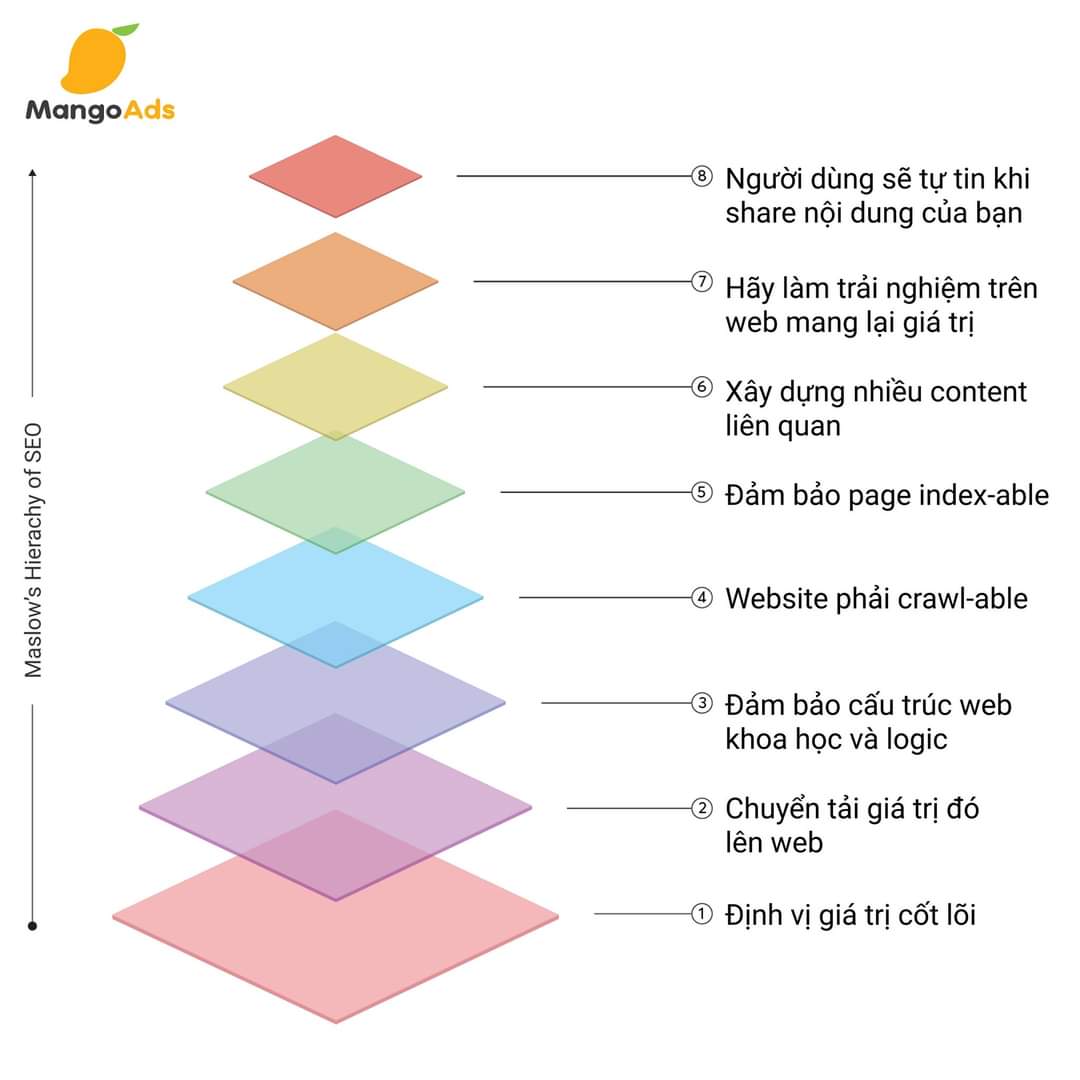 MangoAds
⑧ Người dùng sẽ tự tin khi
share nội dung của bạn
⑦ Hãy làm trải nghiệm trên
web mang lại giá trị
⑥ Xây dựng nhiều content
liên quan
⑤ Đảm bảo page index-able
④ Website phải crawl-able
③ Đảm bảo cấu trúc web
khoa học và logic
② Chuyển tải giá trị đó
lên web
① Định vị giá trị cốt lõi
Maslow's Hierachy of SEO